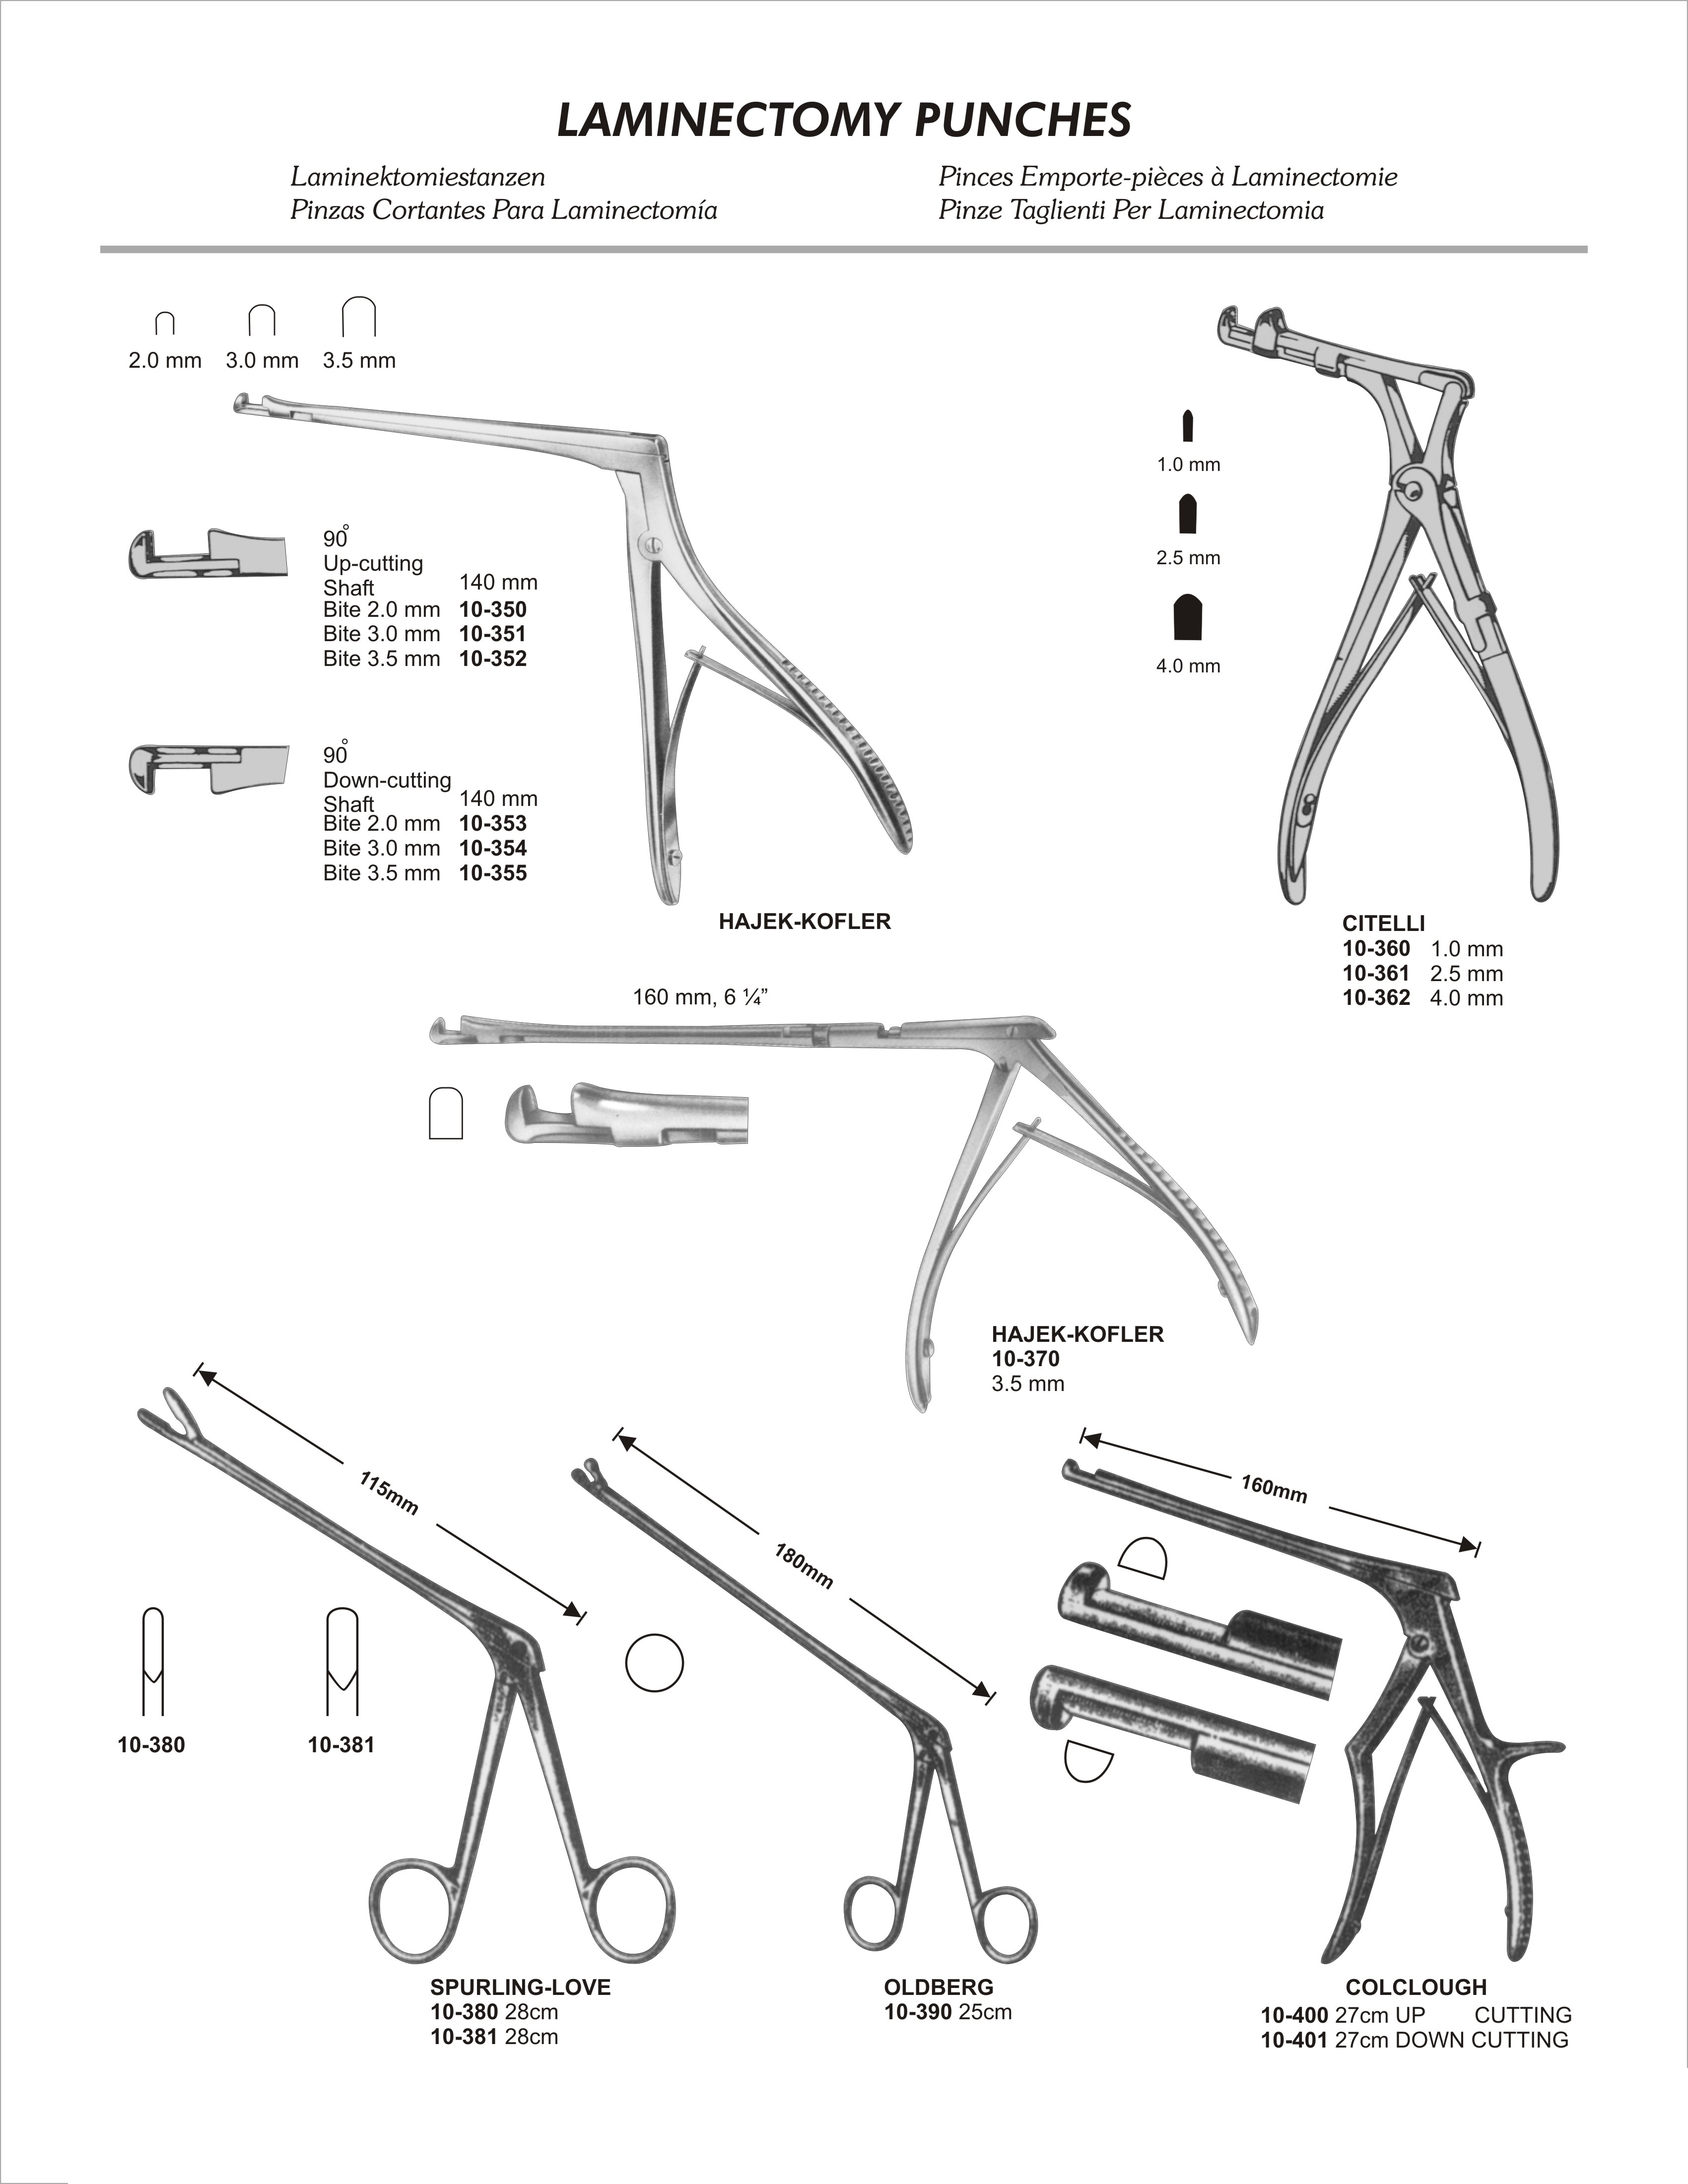 LAMINECTOMY PUNCHES
Laminektomiestanzen
Pinzas Cortantes Para Laminectomía
Pinces Emporte-pièces à Laminectomie
Pinze Taglienti Per Laminectomia
2.0 mm 3.0 mm 3.5 mm
90°
Up-cutting
Shaft 140 mm
Bite 2.0 mm 10-350
Bite 3.0 mm 10-351
Bite 3.5 mm 10-352
90°
Down-cutting
Shaft 140 mm
Bite 2.0 mm 10-353
Bite 3.0 mm 10-354
Bite 3.5 mm 10-355
HAJEK-KOFLER
1.0 mm
2.5 mm
4.0 mm
CITELLI
10-360 1.0 mm
10-361 2.5 mm
10-362 4.0 mm
160 mm, 6 ¼”
HAJEK-KOFLER
10-370
3.5 mm
115mm
10-380 10-381
SPURLING-LOVE
10-380 28cm
10-381 28cm
180mm
OLDBERG
10-390 25cm
160mm
COLCLOUGH
10-400 27cm UP CUTTING
10-401 27cm DOWN CUTTING